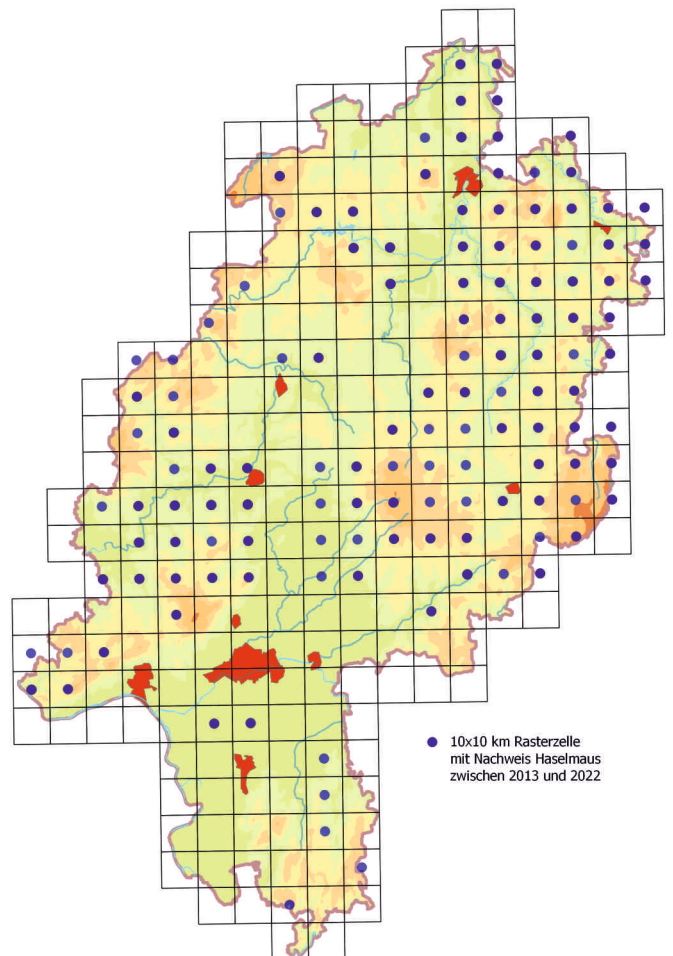 10x10 km Rasterzelle
mit Nachweis Haselmaus
zwischen 2013 und 2022